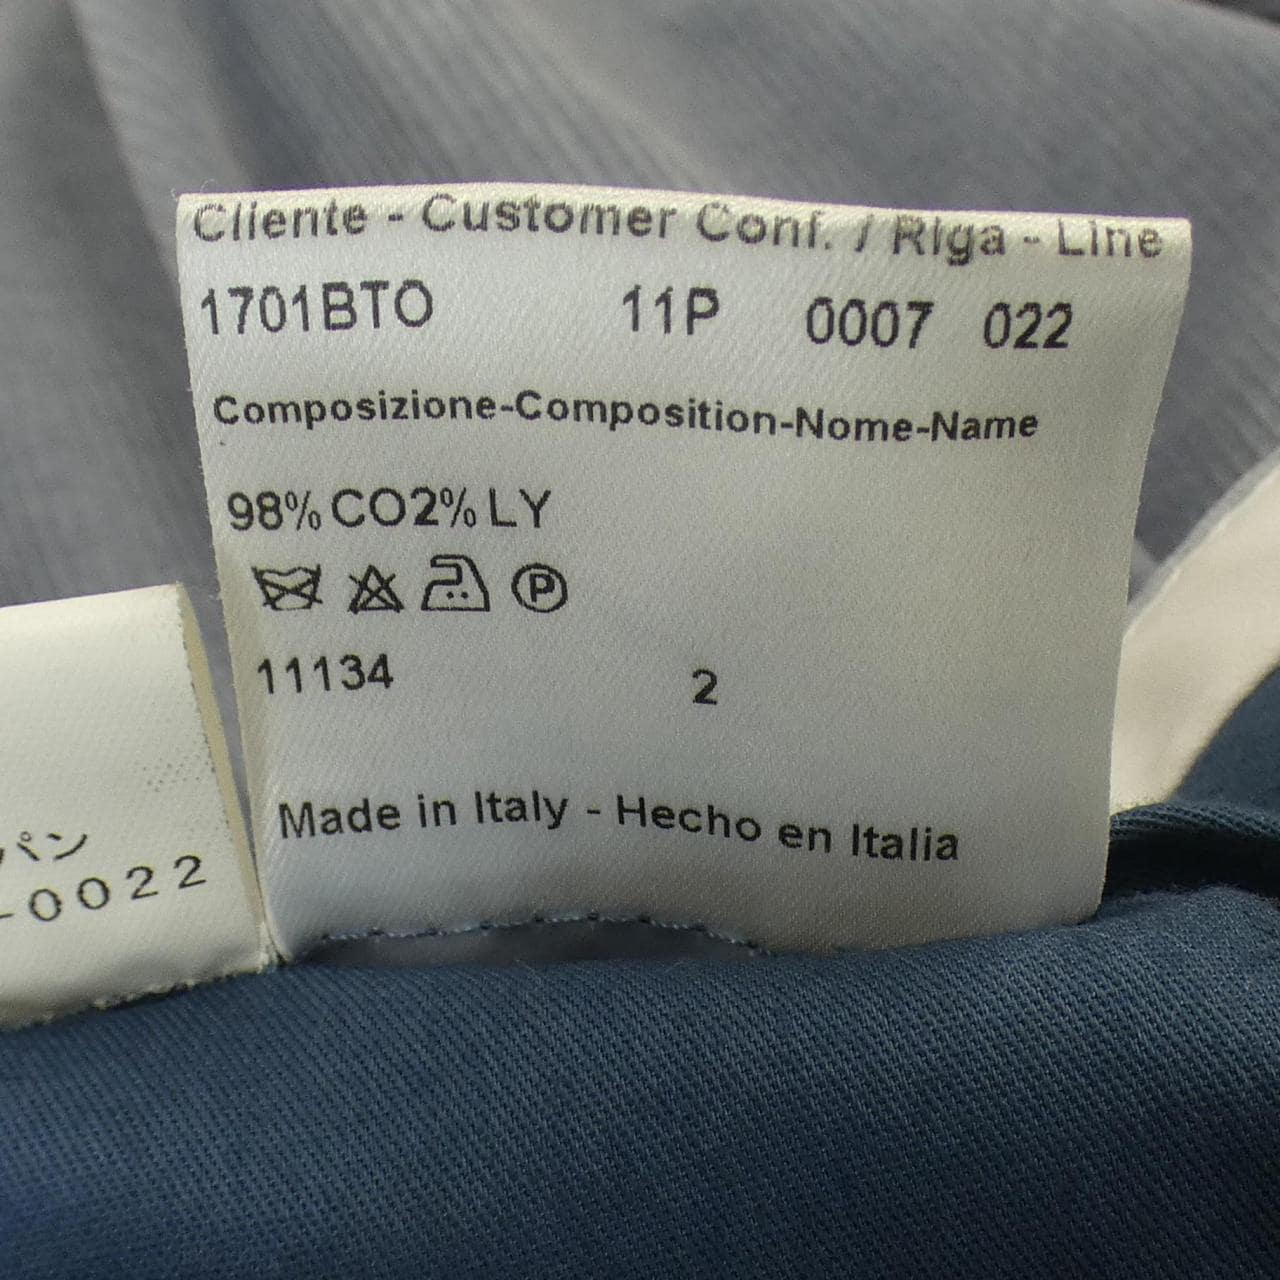 Cliente - Customer Conf. / Riga - Line
1701BTO 11P 0007 022
Composizione-Composition-Nome-Name
98% CO2% LY
P
11134 2
Made in Italy - Hecho en Italia
パン
-0022